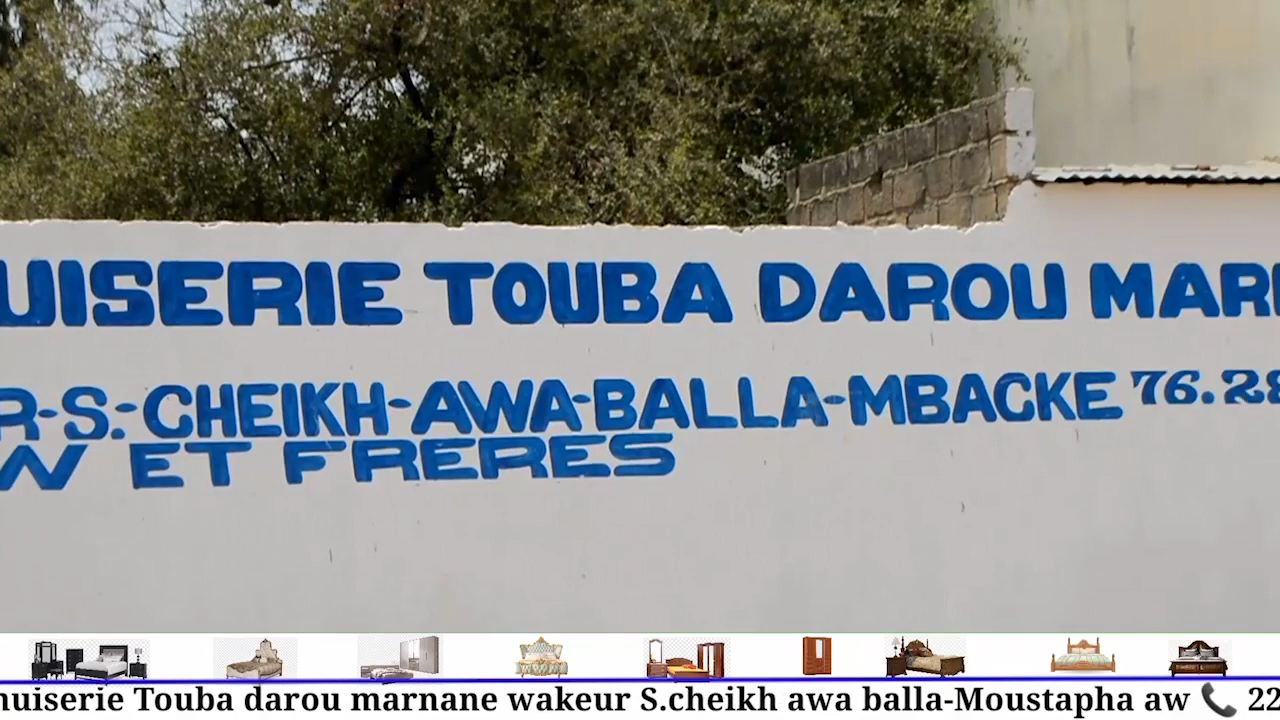 UISERIE TOUBA DAROU MAR
R-S.-CHEIKH-AWA-BALLA-MBACKE 76.28
W ET FRERES
nuiserie Touba darou marnane wakeur S.cheikh awa balla-Moustapha aw 📞 22